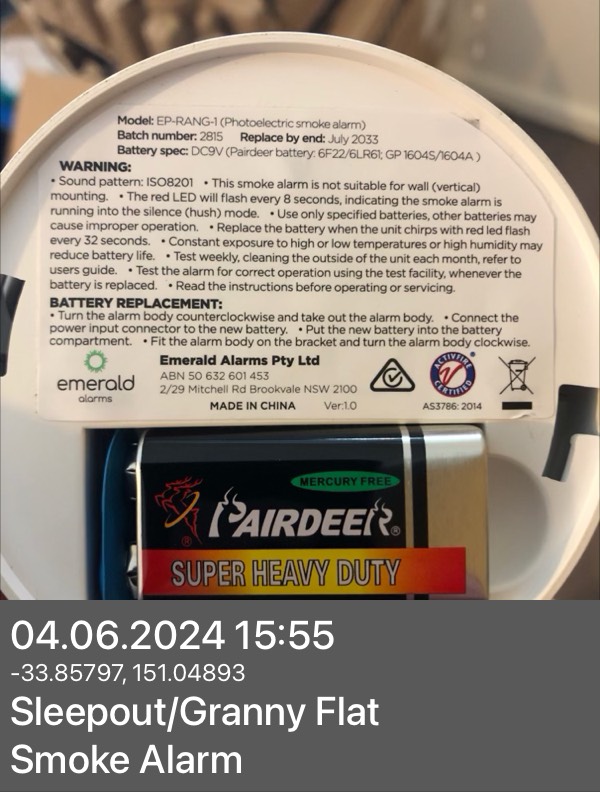 Model: EP-RANG-1 (Photoelectric smoke alarm)
Batch number: 2815 Replace by end: July 2033
Battery spec: DC9V (Pairdeer battery: 6F22/6LR61; GP 1604S/1604A )
WARNING:
• Sound pattern: ISO8201 • This smoke alarm is not suitable for wall (vertical)
mounting. • The red LED will flash every 8 seconds, indicating the smoke alarm is
running into the silence (hush) mode. • Use only specified batteries, other batteries may
cause improper operation. • Replace the battery when the unit chirps with red led flash
every 32 seconds. • Constant exposure to high or low temperatures or high humidity may
reduce battery life. • Test weekly, cleaning the outside of the unit each month, refer to
users guide. • Test the alarm for correct operation using the test facility, whenever the
battery is replaced. • Read the instructions before operating or servicing.
BATTERY REPLACEMENT:
• Turn the alarm body counterclockwise and take out the alarm body. • Connect the
power input connector to the new battery. • Put the new battery into the battery
compartment. • Fit the alarm body on the bracket and turn the alarm body clockwise.
emerald
alarms
Emerald Alarms Pty Ltd
ABN 50 632 601 453
2/29 Mitchell Rd Brookvale NSW 2100
MADE IN CHINA Ver:1.0
ACTIVFIRE
CERTIFIED
AS3786: 2014
MERCURY FREE
PAIRDEER®
SUPER HEAVY DUTY
04.06.2024 15:55
-33.85797, 151.04893
Sleepout/Granny Flat
Smoke Alarm